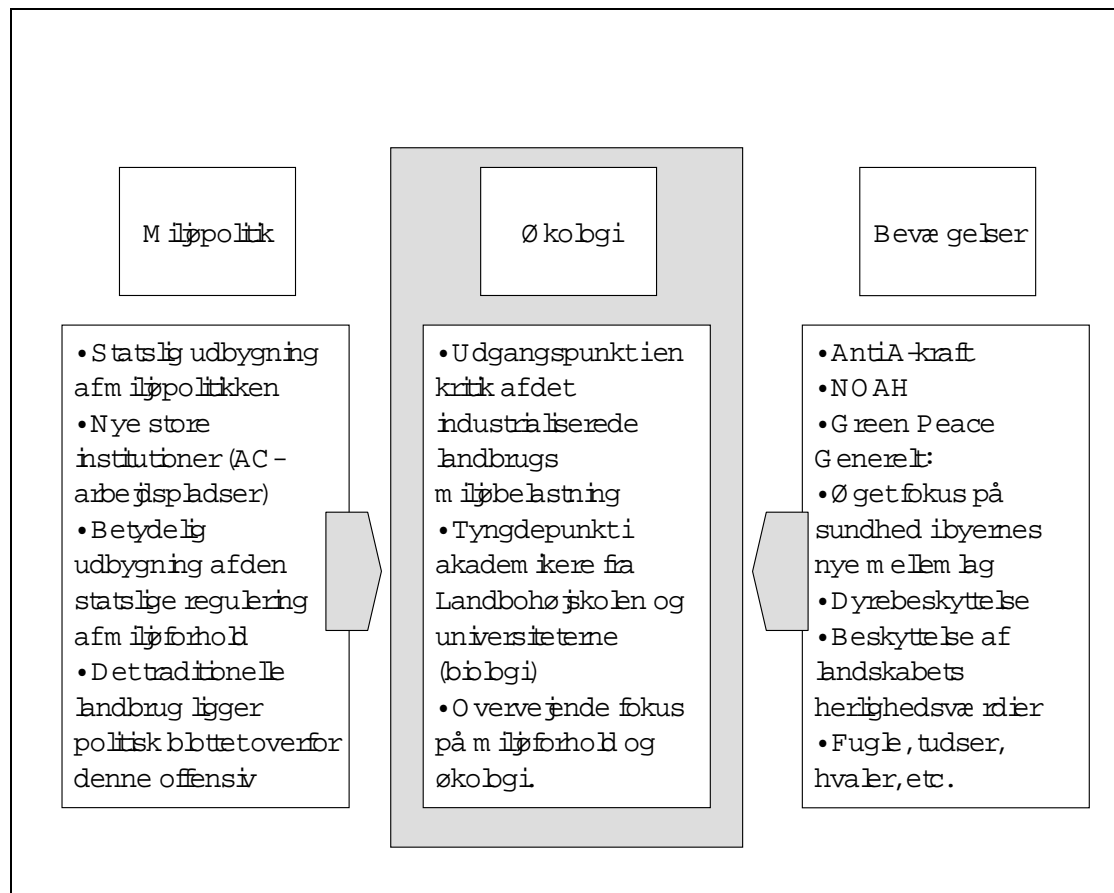 Miljøpolitik
Økologi
Bevægelser
•Statslig udbygning
af miljøpolitikken
•Nye store
institutioner (AC-
arbejdspladser)
•Betydelig
udbygning af den
statslige regulering
af miljøforhold
•Det traditionelle
landbrug ligger
politisk blottet overfor
denne offensiv
•Udgangspunkt i en
kritik af det
industrialiserede
landbrugs
miljøbelastning
•Tyngdepunkt i
akademikere fra
Landbohøjskolen og
universiteterne
(biologi)
•Overvejende fokus
på miljøforhold og
økologi.
•Anti A-kraft
•NOAH
•Green Peace
Generelt:
•Øget fokus på
sundhed i byernes
nye mellemlag
•Dyrebeskyttelse
•Beskyttelse af
landskabets
herlighedsværdier
•Fugle, tudser,
hvaler, etc.